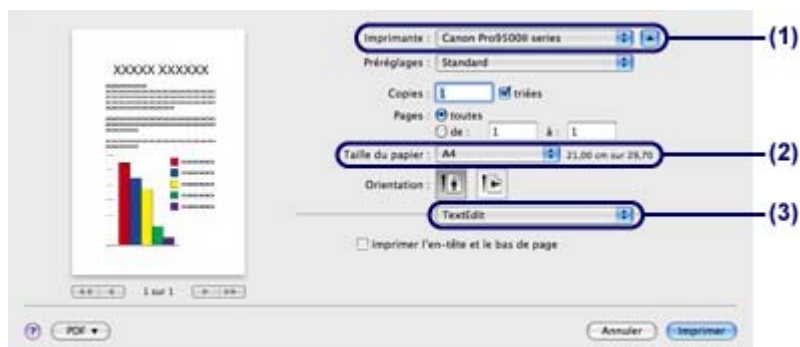 Imprimante : Canon Pro9500II series (1)
XXXXX XXXXXX
Préréglages : Standard
Copies : 1 triées
Pages : toutes
de : 1 à : 1
Taille du papier : A4 21,00 cm sur 29,70 (2)
Orientation :
TextEdit (3)
Imprimer l'en-tête et le bas de page
1 sur 1
? PDF Annuler Imprimer